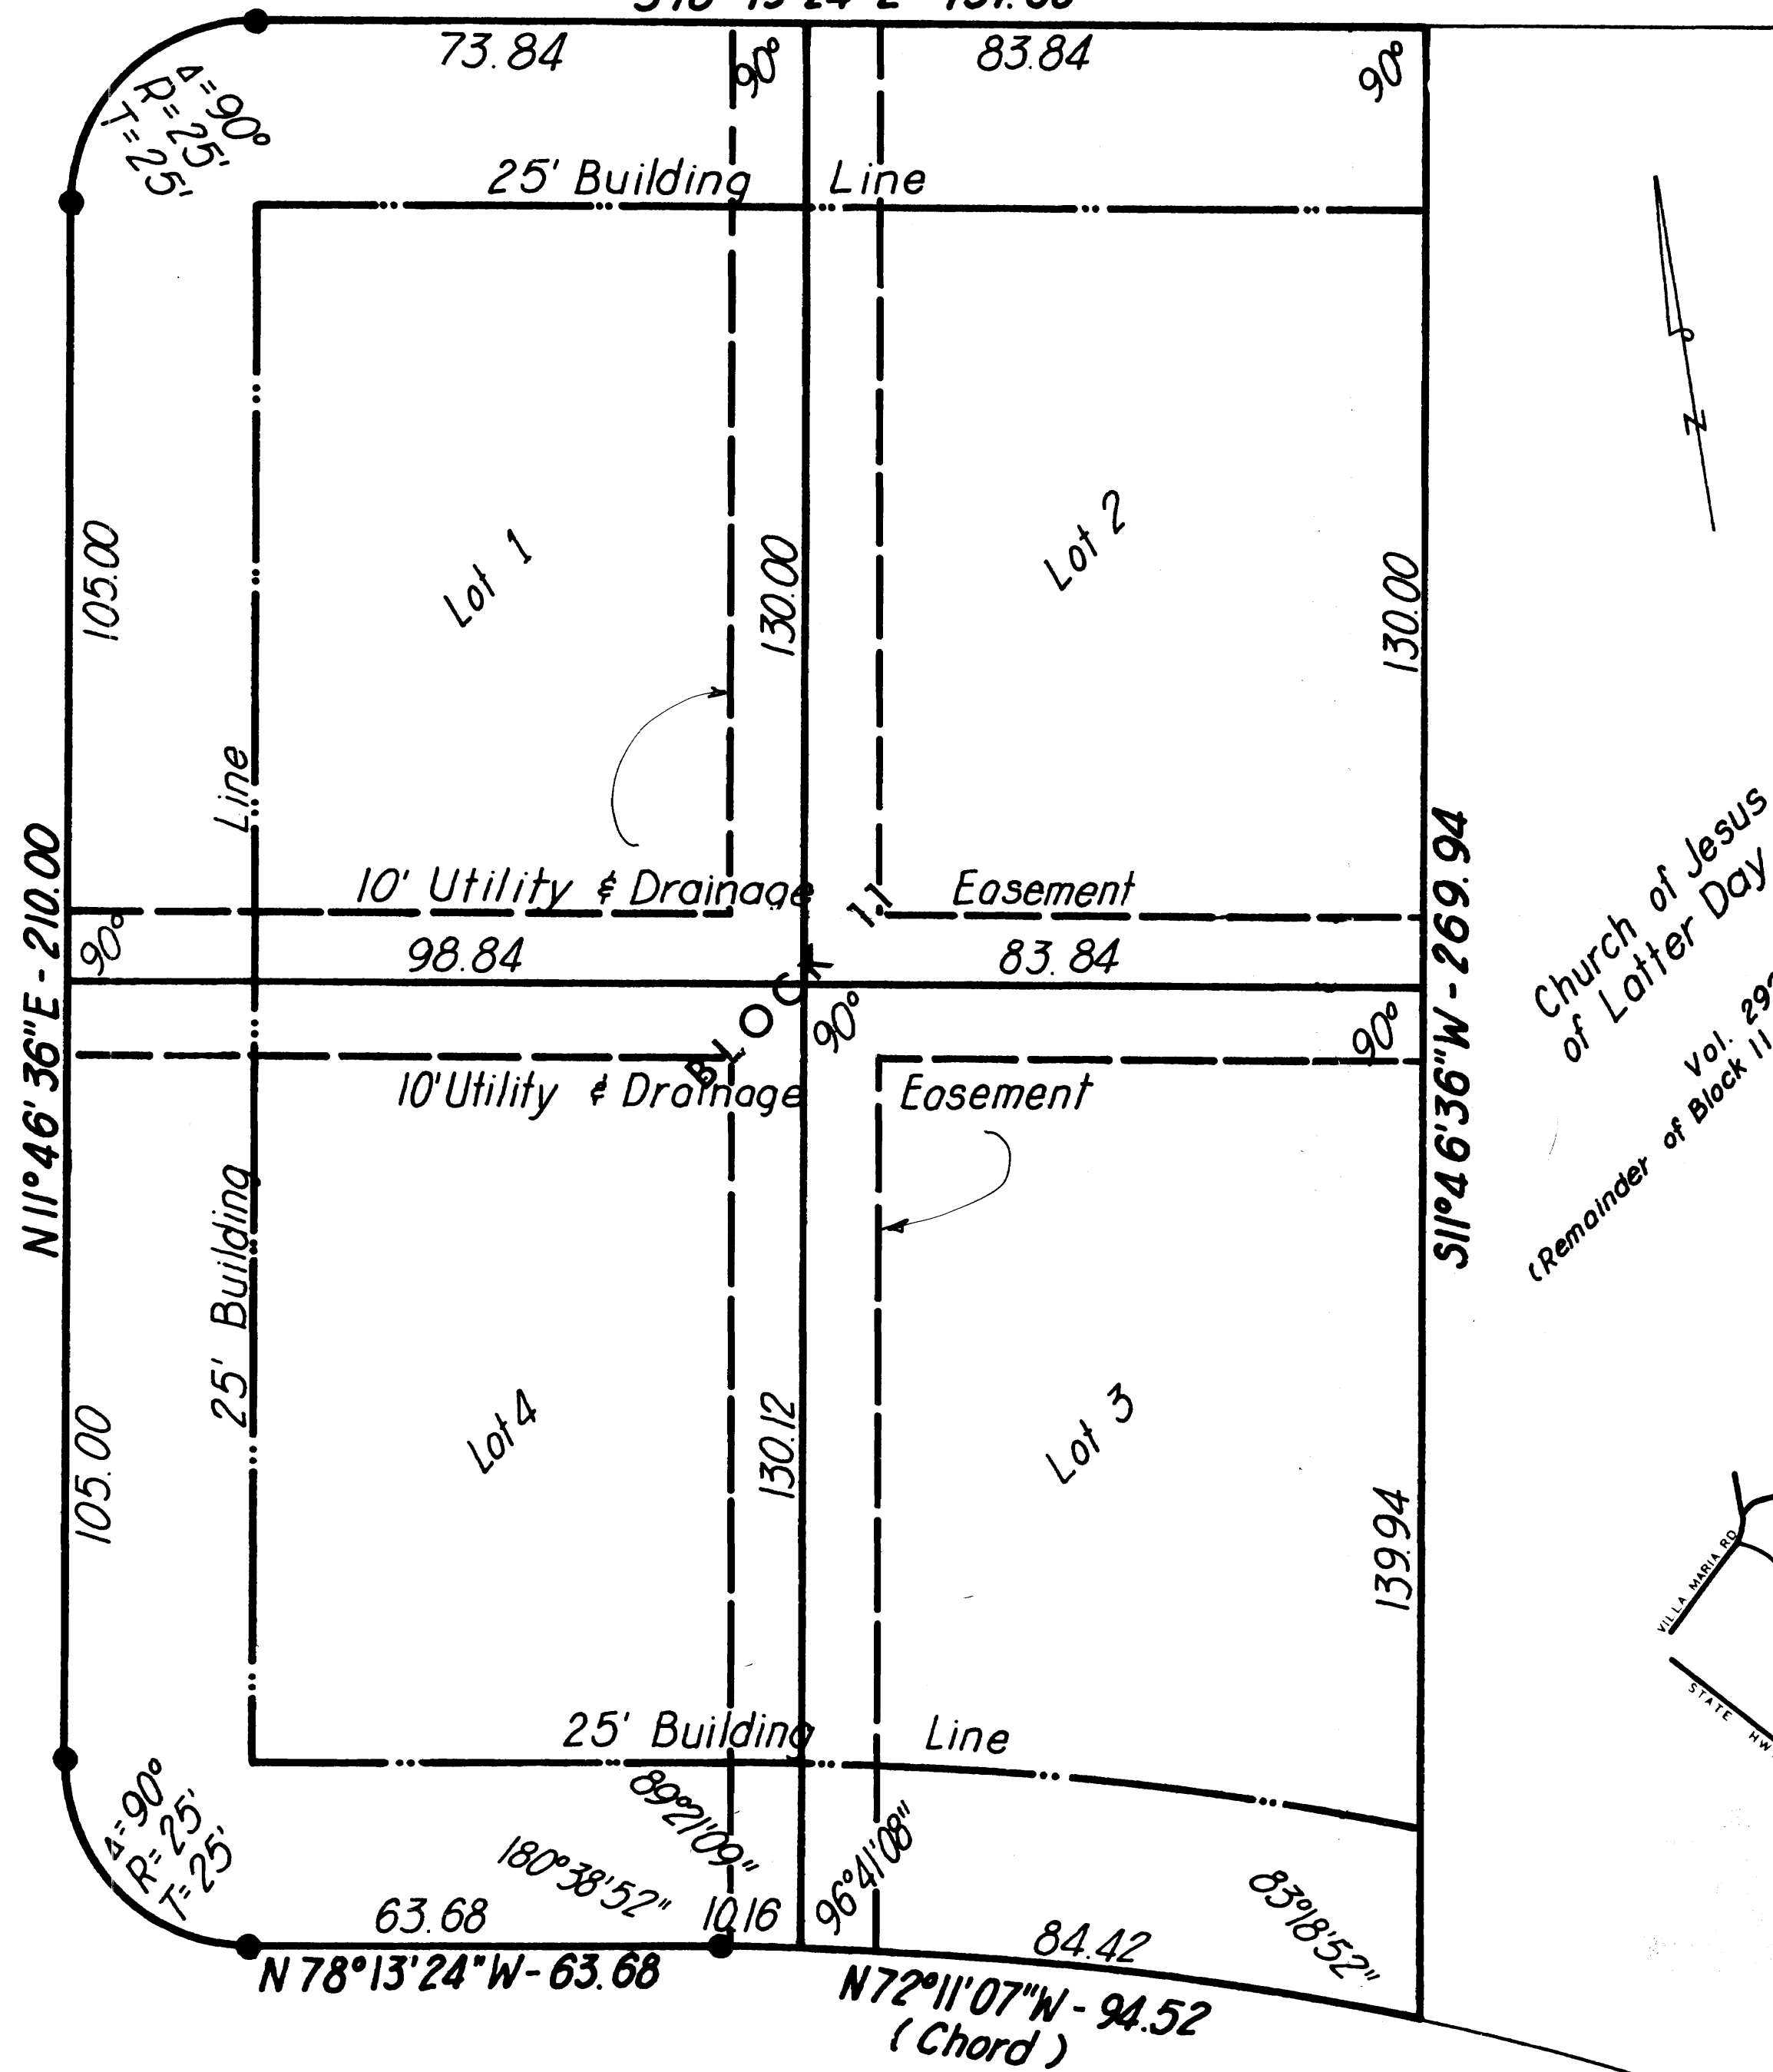 73.84
90°
83.84
90°
Δ=90°
R=25'
T=25'
25' Building Line
Lot 1
Lot 2
105.00
130.00
130.00
Line
25' Building
10' Utility & Drainage Easement
90°
98.84
83.84
Block 11
90°
90°
10' Utility & Drainage Easement
N11°46'36"E - 210.00
S11°46'36"W - 269.94
Church of Jesus
of Latter Day
Vol. 29
(Remainder of Block 11
N
Lot 4
Lot 3
105.00
130.12
139.94
VILLA MARIA RD
STATE HWY
25' Building Line
Δ=90°
R=25'
T=25'
89°21'09"
180°38'52"
96°41'08"
83°18'52"
63.68
10.16
84.42
N78°13'24"W - 63.68
N72°11'07"W - 94.52
(Chord)